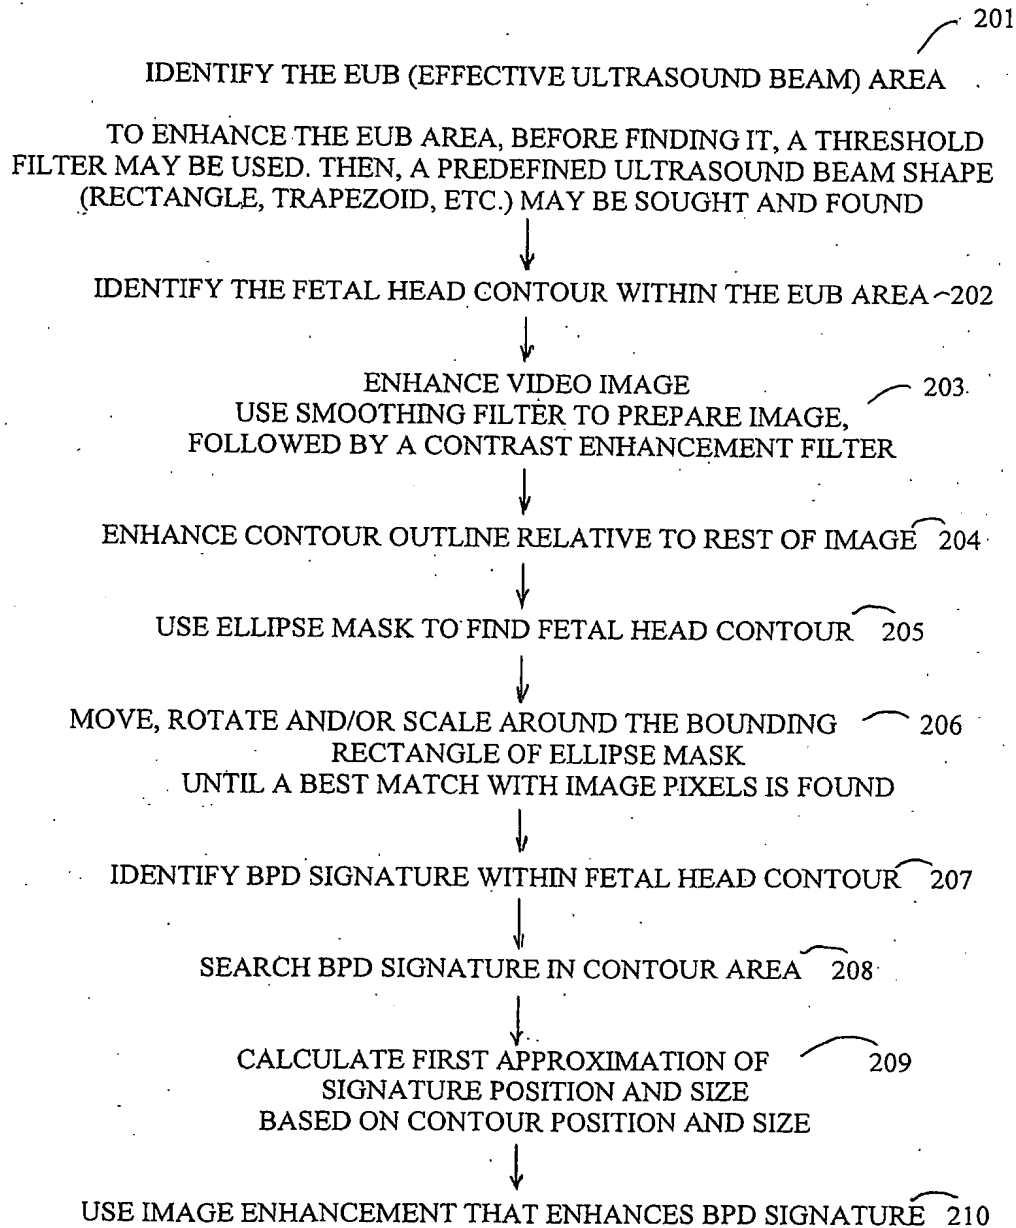 201
IDENTIFY THE EUB (EFFECTIVE ULTRASOUND BEAM) AREA
TO ENHANCE THE EUB AREA, BEFORE FINDING IT, A THRESHOLD
FILTER MAY BE USED. THEN, A PREDEFINED ULTRASOUND BEAM SHAPE
(RECTANGLE, TRAPEZOID, ETC.) MAY BE SOUGHT AND FOUND
IDENTIFY THE FETAL HEAD CONTOUR WITHIN THE EUB AREA 202
ENHANCE VIDEO IMAGE
203
USE SMOOTHING FILTER TO PREPARE IMAGE,
FOLLOWED BY A CONTRAST ENHANCEMENT FILTER
ENHANCE CONTOUR OUTLINE RELATIVE TO REST OF IMAGE 204
USE ELLIPSE MASK TO FIND FETAL HEAD CONTOUR 205
MOVE, ROTATE AND/OR SCALE AROUND THE BOUNDING 206
RECTANGLE OF ELLIPSE MASK
UNTIL A BEST MATCH WITH IMAGE PIXELS IS FOUND
IDENTIFY BPD SIGNATURE WITHIN FETAL HEAD CONTOUR 207
SEARCH BPD SIGNATURE IN CONTOUR AREA 208
CALCULATE FIRST APPROXIMATION OF 209
SIGNATURE POSITION AND SIZE
BASED ON CONTOUR POSITION AND SIZE
USE IMAGE ENHANCEMENT THAT ENHANCES BPD SIGNATURE 210